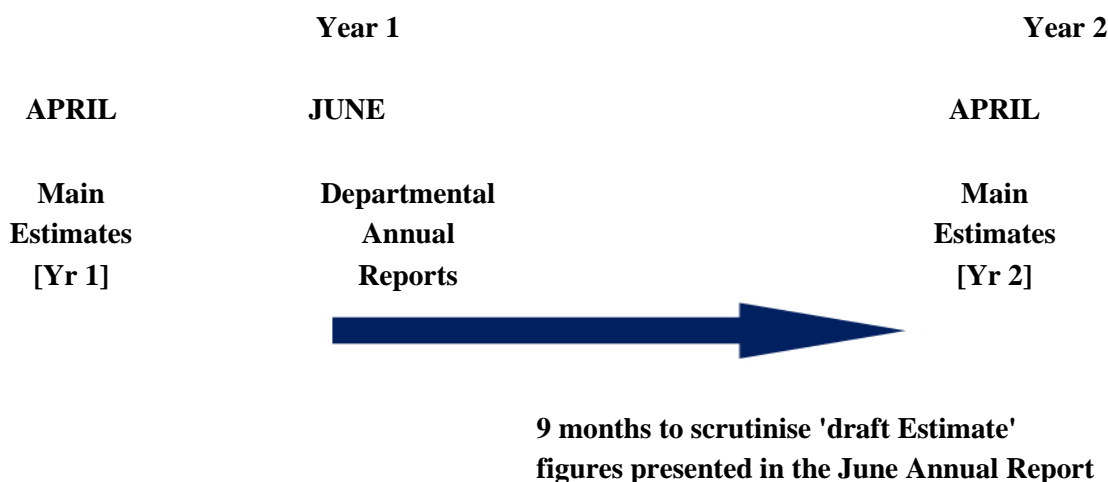 Year 1 Year 2
APRIL JUNE APRIL
Main Departmental Main
Estimates Annual Estimates
[Yr 1] Reports [Yr 2]
9 months to scrutinise 'draft Estimate'
figures presented in the June Annual Report